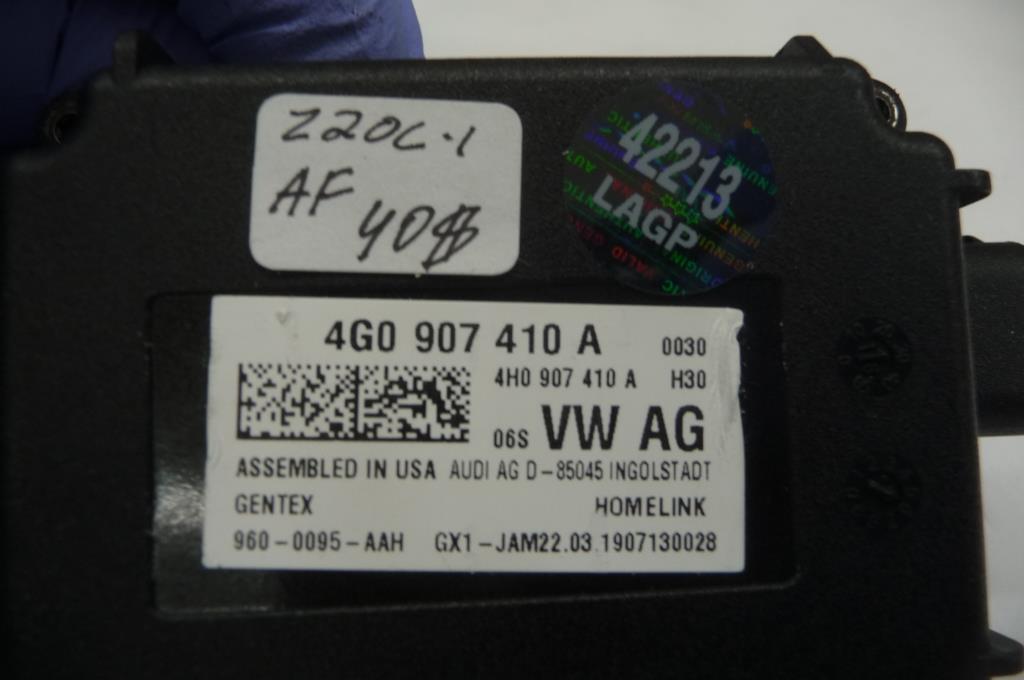 Z20C-1
AF
40$
42213
LAGP
4G0 907 410 A 0030
4H0 907 410 A H30
06S VW AG
ASSEMBLED IN USA AUDI AG D-85045 INGOLSTADT
GENTEX HOMELINK
960-0095-AAH GX1-JAM22.03.1907130028